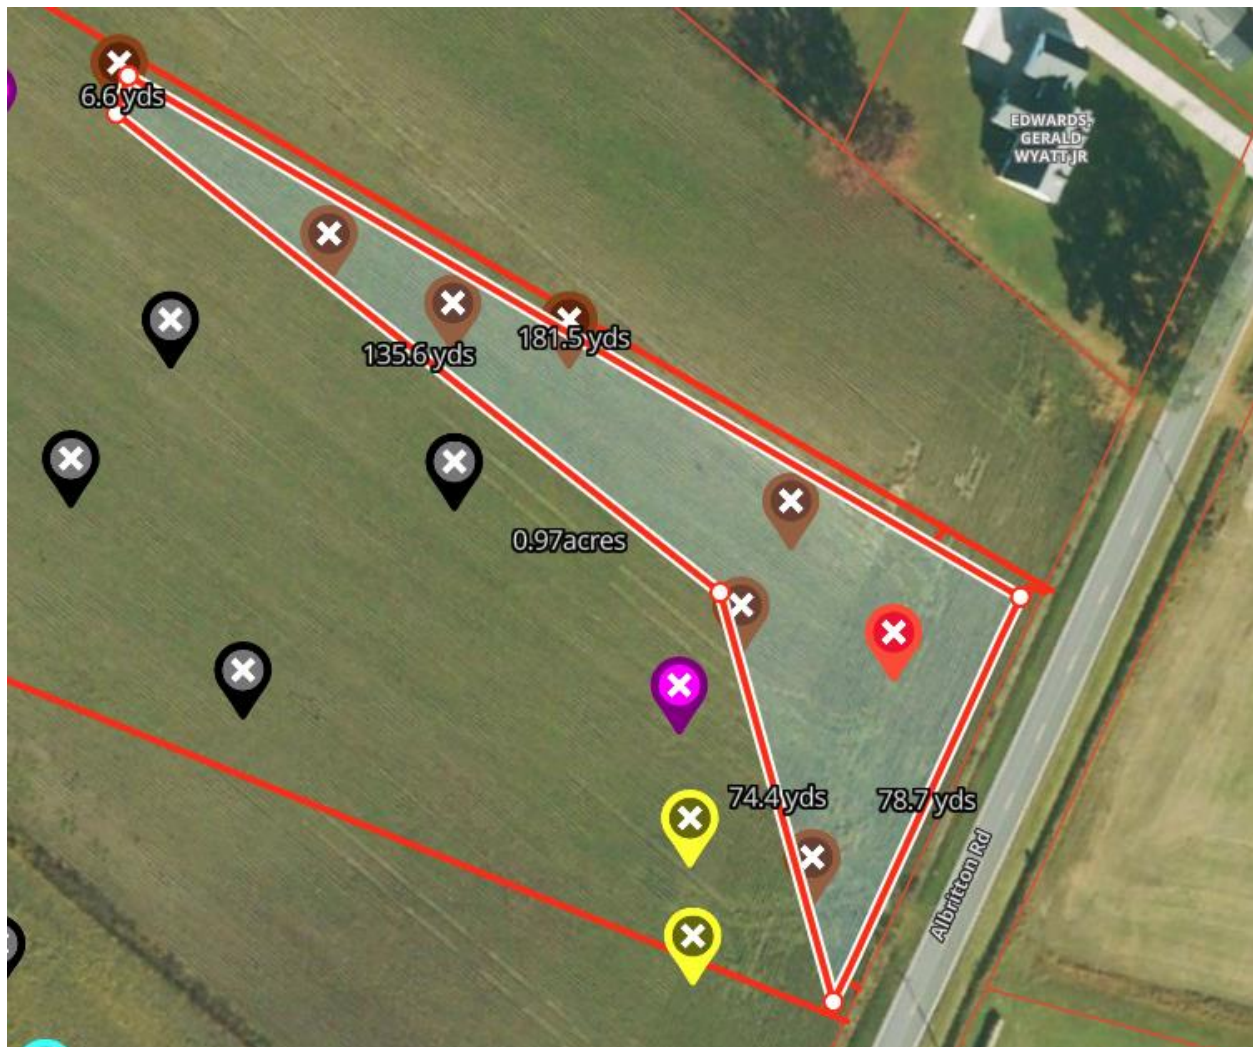 6.6 yds
EDWARDS,
GERALD
WYATT JR
181.5 yds
135.6 yds
0.97acres
74.4 yds
78.7 yds
Albritton Rd